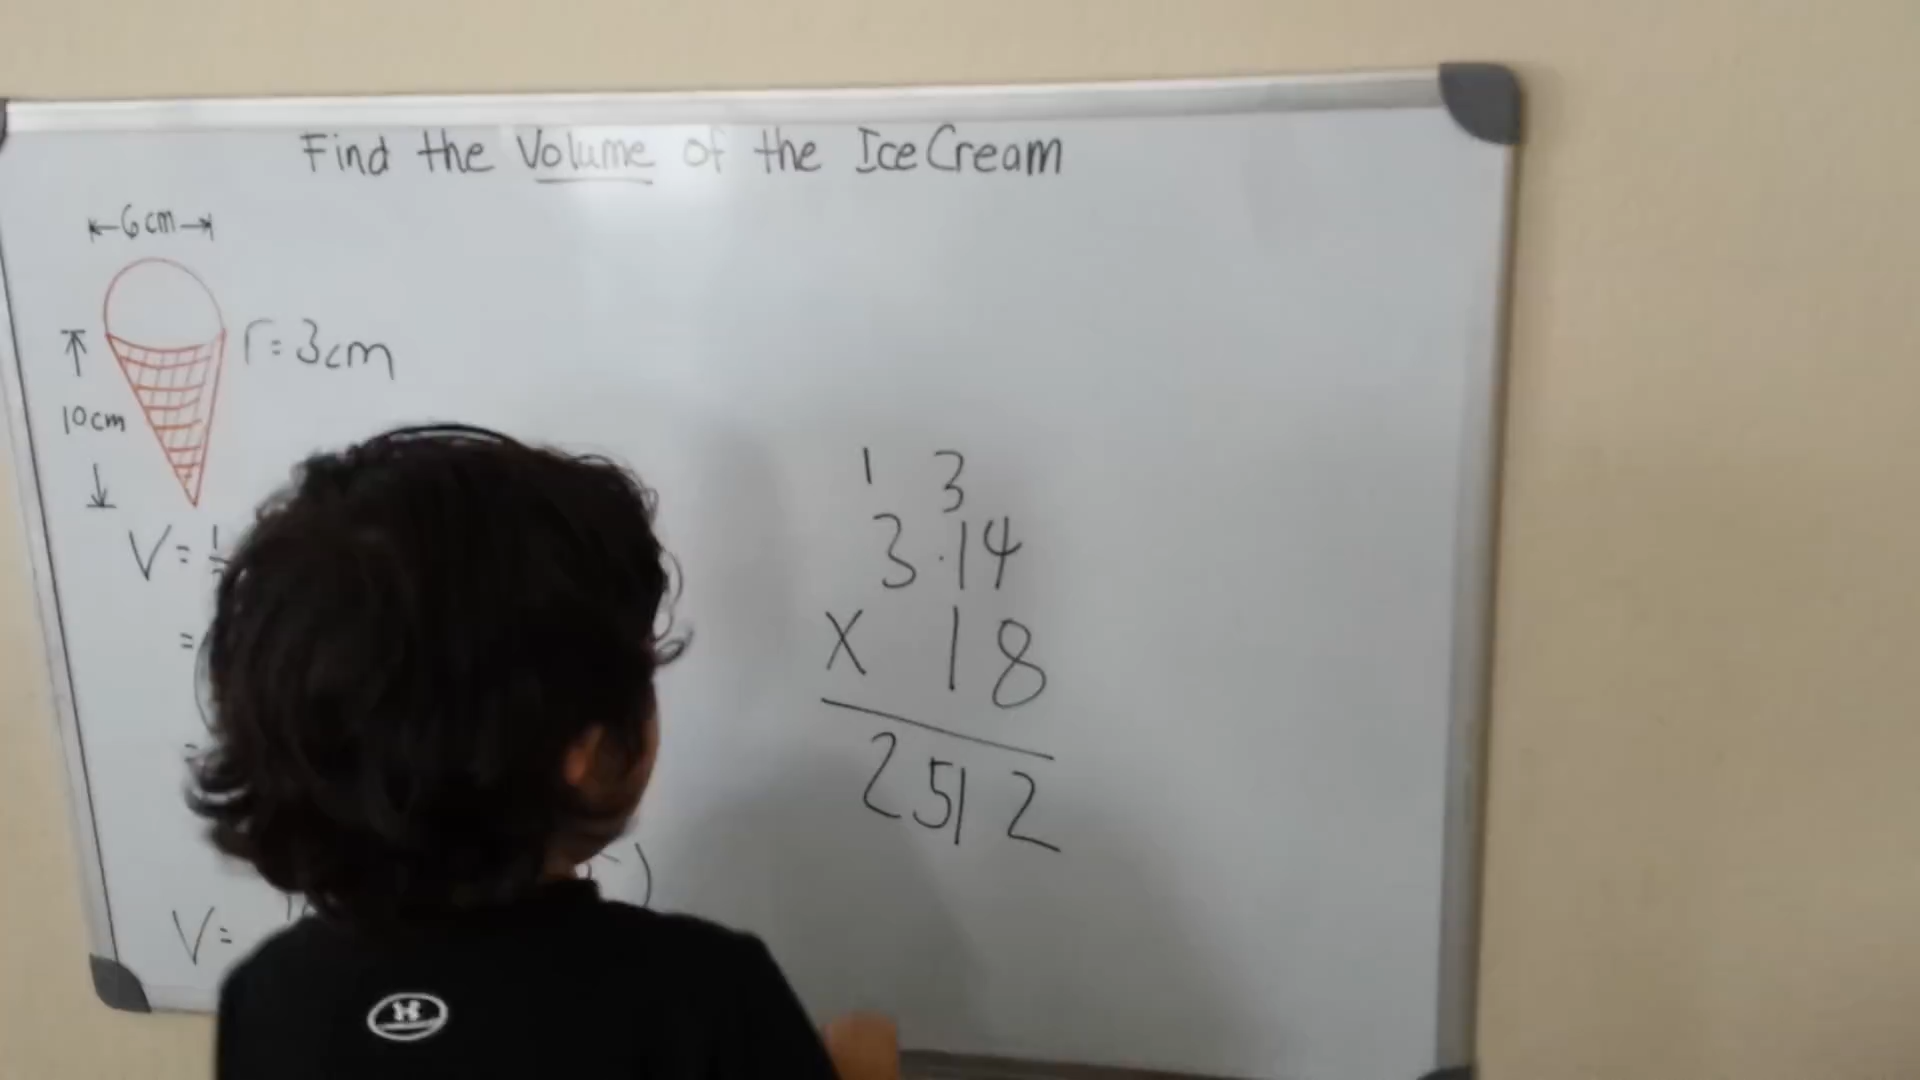 Find the Volume of the Ice Cream
6cm
r = 3cm
10cm
1 3
3.14
V = 1
x 18
=
2512
V =